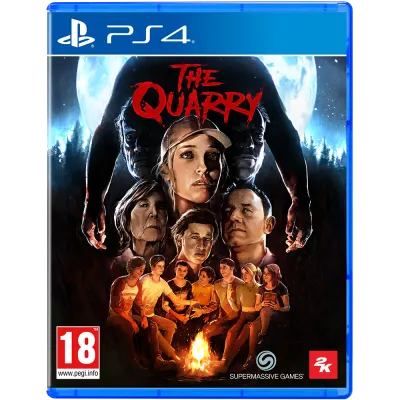 PS4
THE
QUARRY
18
www.pegi.info
SUPERMASSIVE GAMES
2K